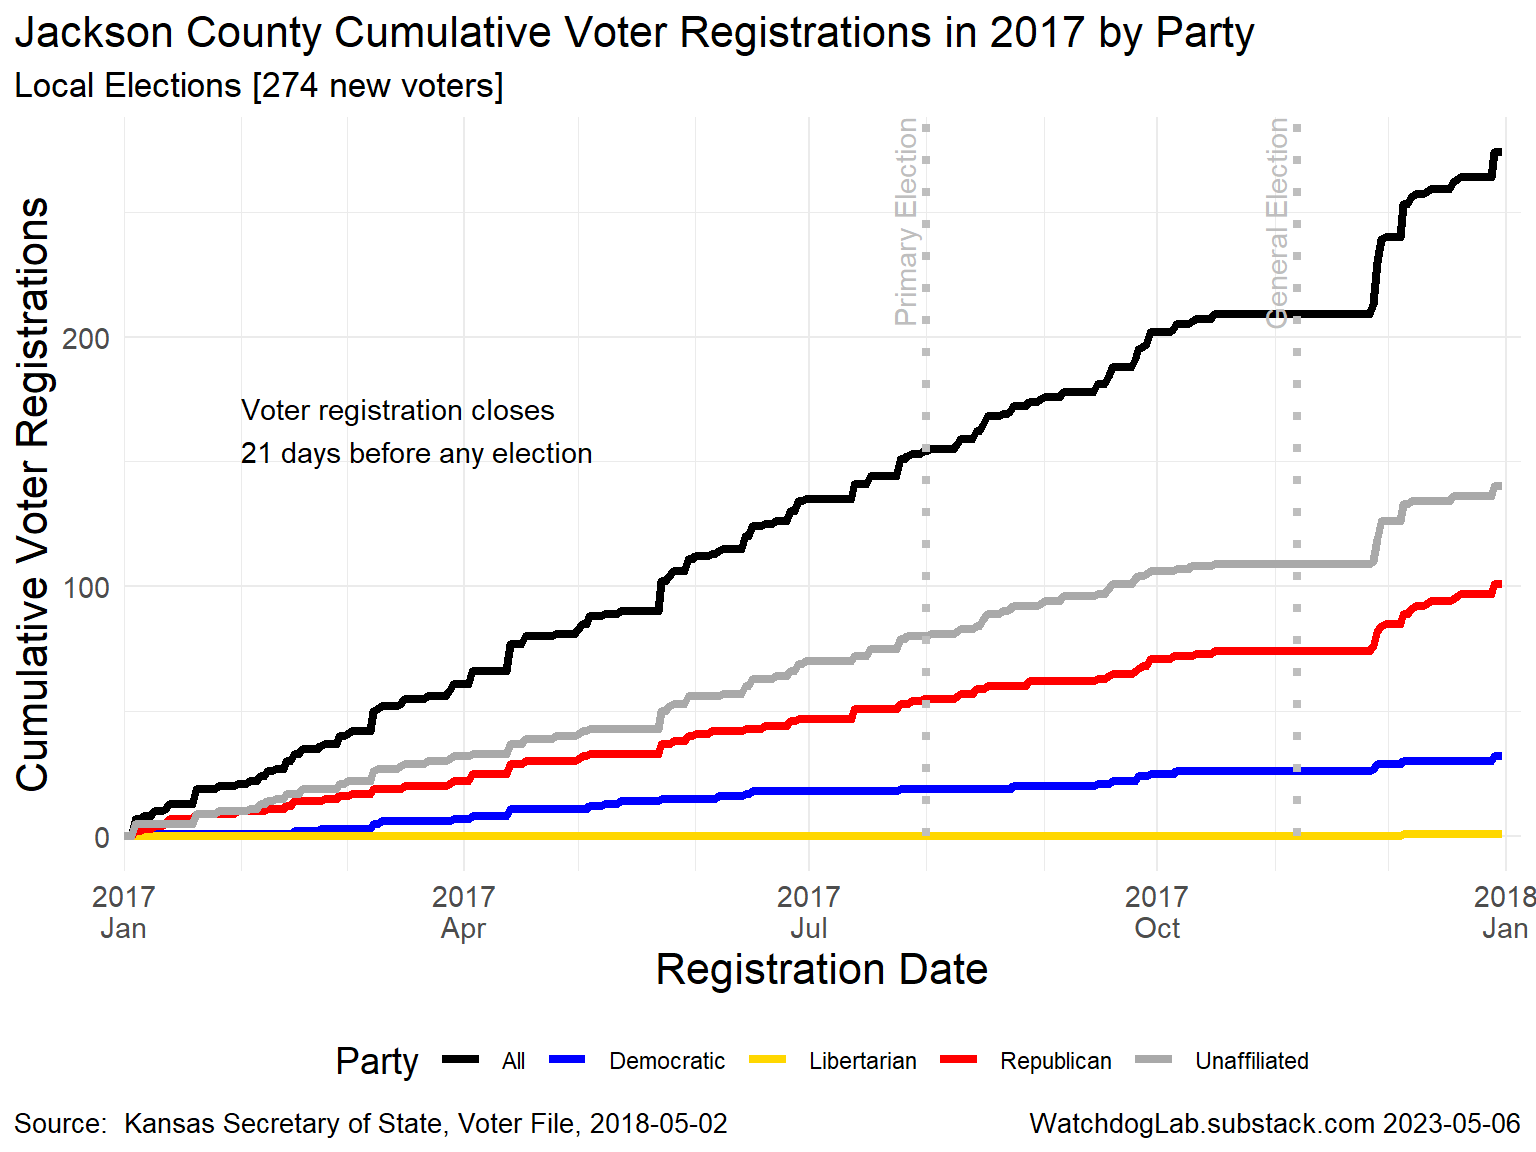 Jackson County Cumulative Voter Registrations in 2017 by Party
Local Elections [274 new voters]
Cumulative Voter Registrations
200
100
0
Primary Election
General Election
Voter registration closes
21 days before any election
2017 2017 2017 2017 2018
Jan Apr Jul Oct Jan
Registration Date
Party All Democratic Libertarian Republican Unaffiliated
Source:  Kansas Secretary of State, Voter File, 2018-05-02 WatchdogLab.substack.com 2023-05-06